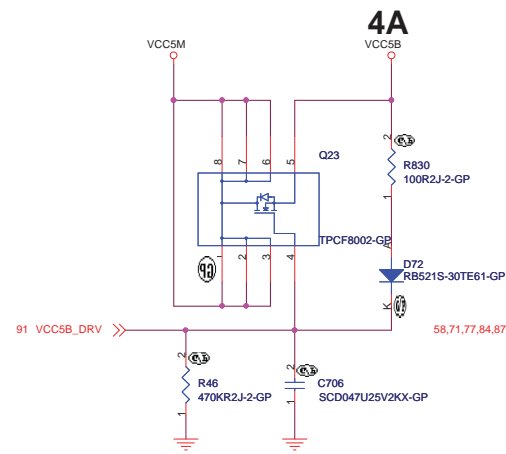 4A
VCC5M
VCC5B
8
7
6
5
Q23
TPCF8002-GP
1
2
3
4
2
R830
100R2J-2-GP
1
A
D72
RB521S-30TE61-GP
K
91 VCC5B_DRV
58,71,77,84,87
2
R46
470KR2J-2-GP
1
2
C706
SCD047U25V2KX-GP
1